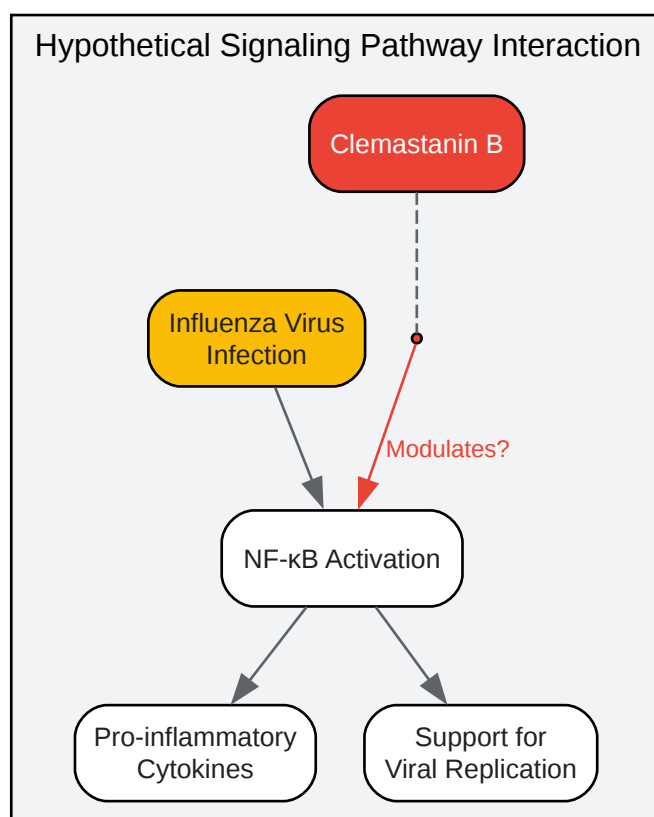 Hypothetical Signaling Pathway Interaction
Clemastanin B
Influenza Virus
Infection
Modulates?
NF-κB Activation
Pro-inflammatory
Cytokines
Support for
Viral Replication